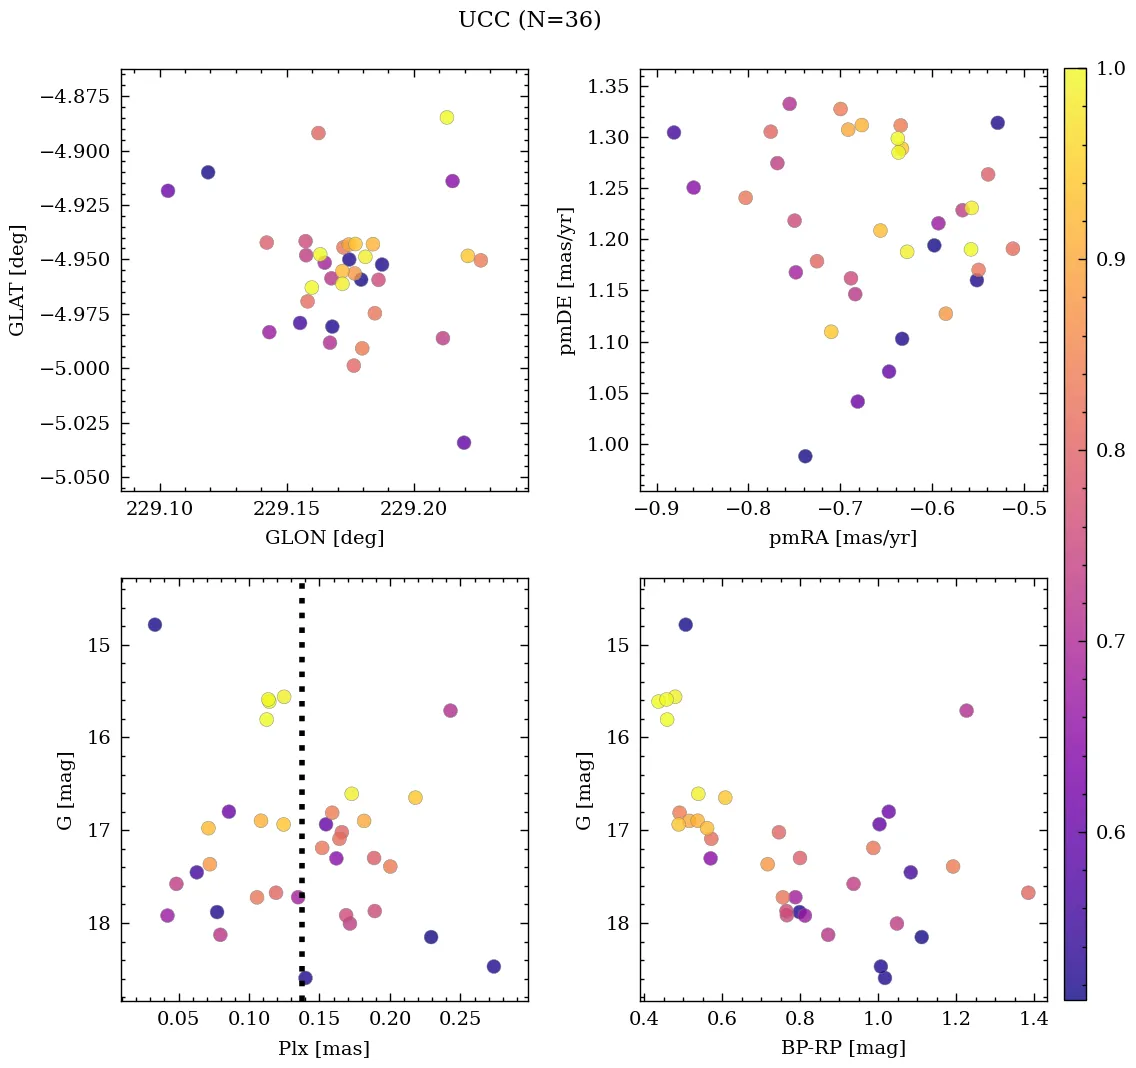 UCC (N=36)
−4.875
−4.900
−4.925
−4.950
−4.975
−5.000
−5.025
−5.050
GLAT [deg]
229.10 229.15 229.20
GLON [deg]
1.35
1.30
1.25
1.20
1.15
1.10
1.05
1.00
pmDE [mas/yr]
−0.9 −0.8 −0.7 −0.6 −0.5
pmRA [mas/yr]
1.0
0.9
0.8
0.7
0.6
15
16
17
18
G [mag]
0.05 0.10 0.15 0.20 0.25
Plx [mas]
15
16
17
18
G [mag]
0.4 0.6 0.8 1.0 1.2 1.4
BP-RP [mag]